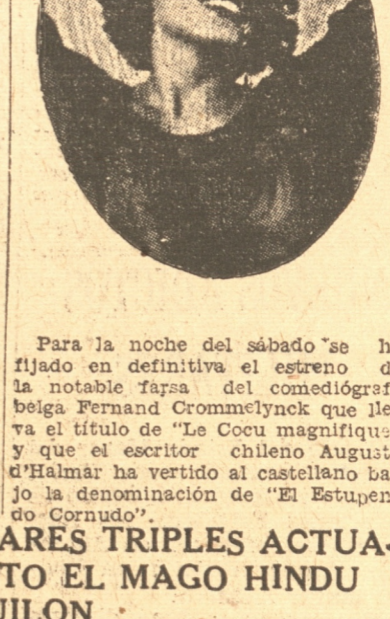 Para la noche del sábado se h
fijado en definitiva el estreno d
la notable farsa del comediógraf
belga Fernand Crommelynck que lle
va el título de "Le Cocu magnifique
y que el escritor chileno August
d'Halmar ha vertido al castellano ba
jo la denominación de "El Estupen
do Cornudo".
ARES TRIPLES ACTUA-
TO EL MAGO HINDU
UILON